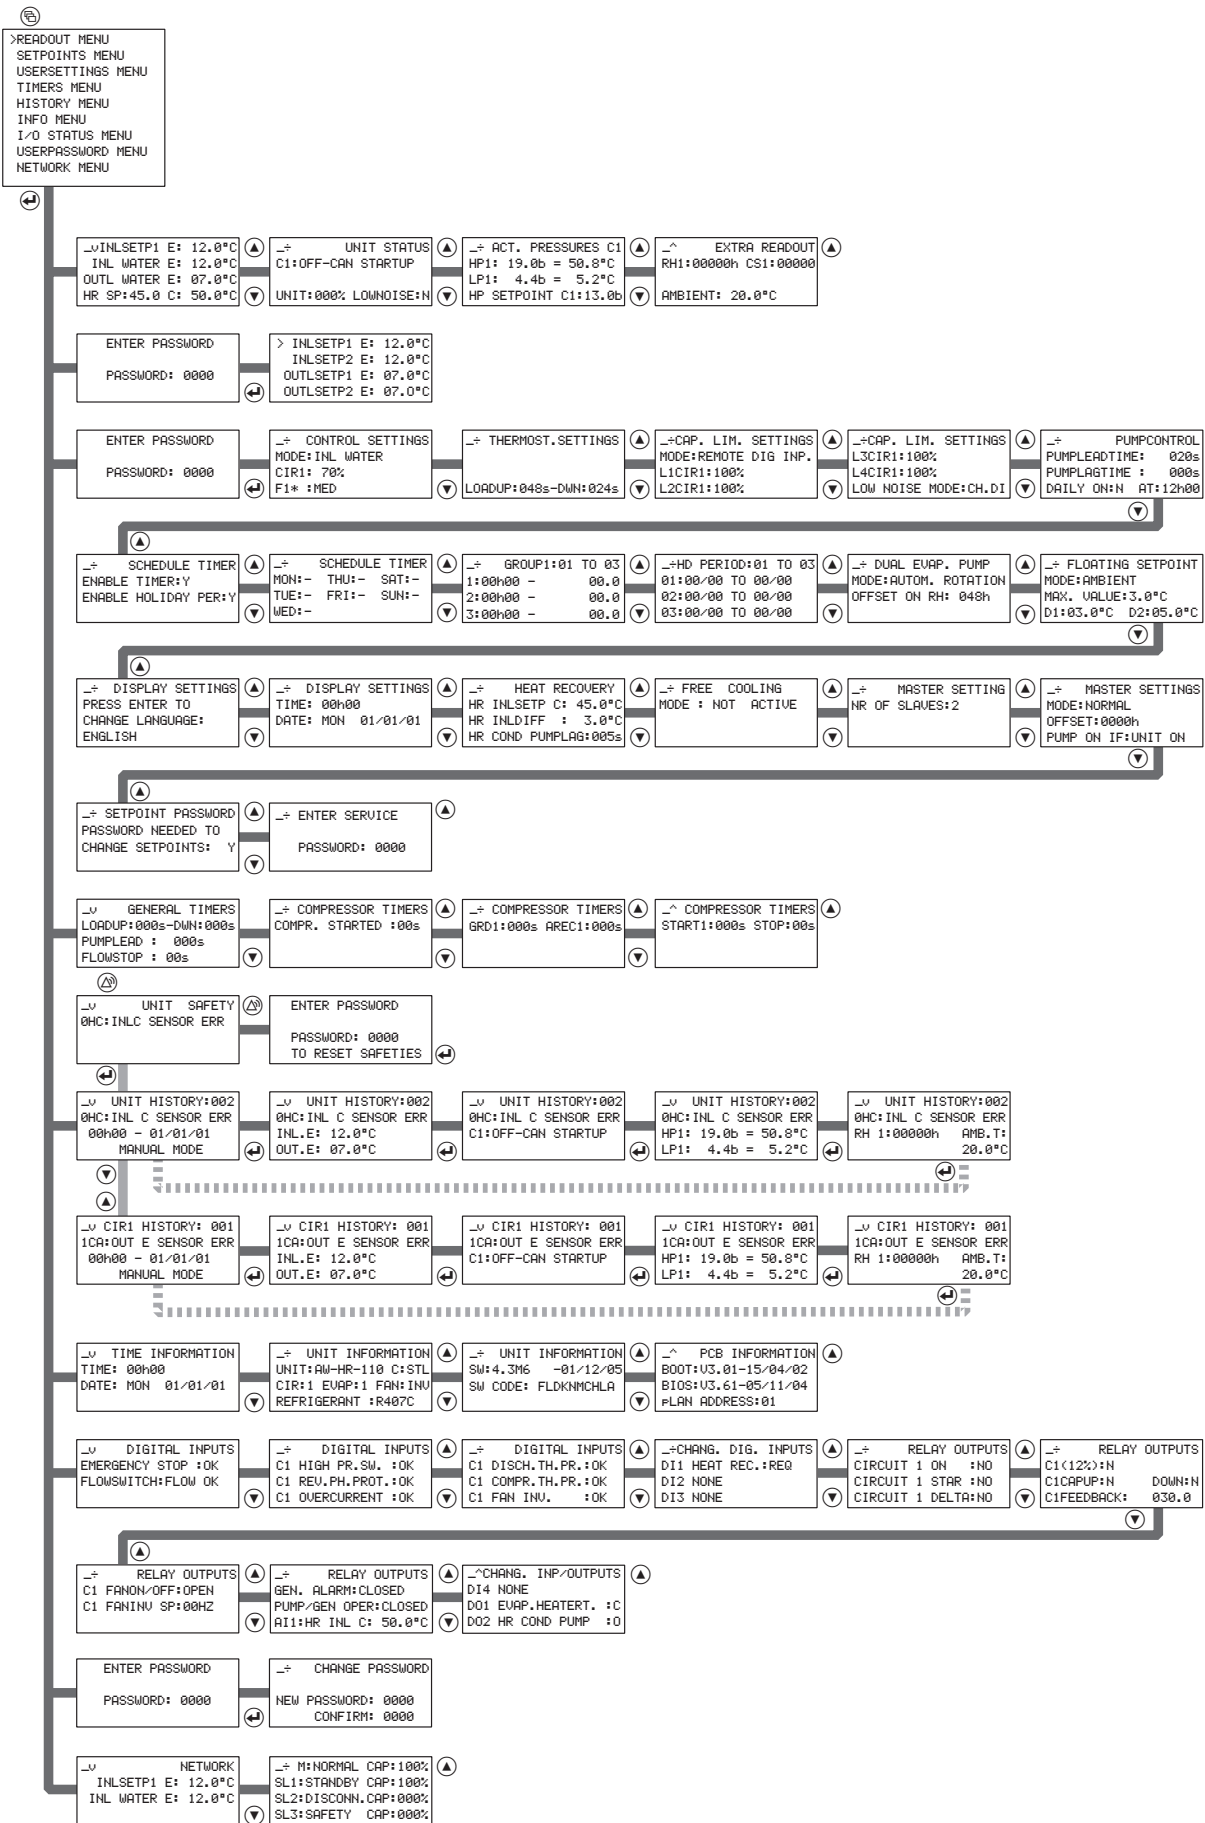 >READOUT MENU
SETPOINTS MENU
USERSETTINGS MENU
TIMERS MENU
HISTORY MENU
INFO MENU
I/O STATUS MENU
USERPASSWORD MENU
NETWORK MENU
_vINLSETP1 E: 12.0°C
INL WATER E: 12.0°C
OUTL WATER E: 07.0°C
HR SP:45.0 C: 50.0°C
_÷ UNIT STATUS
C1:OFF-CAN STARTUP
UNIT:000% LOWNOISE:N
_÷ ACT. PRESSURES C1
HP1: 19.0b = 50.8°C
LP1: 4.4b = 5.2°C
HP SETPOINT C1:13.0b
_^ EXTRA READOUT
RH1:00000h CS1:00000
AMBIENT: 20.0°C
ENTER PASSWORD
PASSWORD: 0000
> INLSETP1 E: 12.0°C
INLSETP2 E: 12.0°C
OUTLSETP1 E: 07.0°C
OUTLSETP2 E: 07.0°C
ENTER PASSWORD
PASSWORD: 0000
_÷ CONTROL SETTINGS
MODE:INL WATER
CIR1: 70%
F1* :MED
_÷ THERMOST.SETTINGS
LOADUP:048s-DWN:024s
_÷CAP. LIM. SETTINGS
MODE:REMOTE DIG INP.
L1CIR1:100%
L2CIR1:100%
_÷CAP. LIM. SETTINGS
L3CIR1:100%
L4CIR1:100%
LOW NOISE MODE:CH.DI
_÷ PUMPCONTROL
PUMPLEADTIME: 020s
PUMPLAGTIME : 000s
DAILY ON:N AT:12h00
_÷ SCHEDULE TIMER
ENABLE TIMER:Y
ENABLE HOLIDAY PER:Y
_÷ SCHEDULE TIMER
MON:- THU:- SAT:-
TUE:- FRI:- SUN:-
WED:-
_÷ GROUP1:01 TO 03
1:00h00 - 00.0
2:00h00 - 00.0
3:00h00 - 00.0
_÷HD PERIOD:01 TO 03
01:00/00 TO 00/00
02:00/00 TO 00/00
03:00/00 TO 00/00
_÷ DUAL EVAP. PUMP
MODE:AUTOM. ROTATION
OFFSET ON RH: 048h
_÷ FLOATING SETPOINT
MODE:AMBIENT
MAX. VALUE:3.0°C
D1:03.0°C D2:05.0°C
_÷ DISPLAY SETTINGS
PRESS ENTER TO
CHANGE LANGUAGE:
ENGLISH
_÷ DISPLAY SETTINGS
TIME: 00h00
DATE: MON 01/01/01
_÷ HEAT RECOVERY
HR INLSETP C: 45.0°C
HR INLDIFF : 3.0°C
HR COND PUMPLAG:005s
_÷ FREE COOLING
MODE : NOT ACTIVE
_÷ MASTER SETTING
NR OF SLAVES:2
_÷ MASTER SETTINGS
MODE:NORMAL
OFFSET:0000h
PUMP ON IF:UNIT ON
_÷ SETPOINT PASSWORD
PASSWORD NEEDED TO
CHANGE SETPOINTS: Y
_÷ ENTER SERVICE
PASSWORD: 0000
_v GENERAL TIMERS
LOADUP:000s-DWN:000s
PUMPLEAD : 000s
FLOWSTOP : 00s
_÷ COMPRESSOR TIMERS
COMPR. STARTED :00s
_÷ COMPRESSOR TIMERS
GRD1:000s AREC1:000s
_^ COMPRESSOR TIMERS
START1:000s STOP:00s
_v UNIT SAFETY
0HC:INLC SENSOR ERR
ENTER PASSWORD
PASSWORD: 0000
TO RESET SAFETIES
_v UNIT HISTORY:002
0HC:INL C SENSOR ERR
00h00 - 01/01/01
MANUAL MODE
_v UNIT HISTORY:002
0HC:INL C SENSOR ERR
INL.E: 12.0°C
OUT.E: 07.0°C
_v UNIT HISTORY:002
0HC:INL C SENSOR ERR
C1:OFF-CAN STARTUP
_v UNIT HISTORY:002
0HC:INL C SENSOR ERR
HP1: 19.0b = 50.8°C
LP1: 4.4b = 5.2°C
_v UNIT HISTORY:002
0HC:INL C SENSOR ERR
RH 1:00000h AMB.T:
20.0°C
_v CIR1 HISTORY: 001
1CA:OUT E SENSOR ERR
00h00 - 01/01/01
MANUAL MODE
_v CIR1 HISTORY: 001
1CA:OUT E SENSOR ERR
INL.E: 12.0°C
OUT.E: 07.0°C
_v CIR1 HISTORY: 001
1CA:OUT E SENSOR ERR
C1:OFF-CAN STARTUP
_v CIR1 HISTORY: 001
1CA:OUT E SENSOR ERR
HP1: 19.0b = 50.8°C
LP1: 4.4b = 5.2°C
_v CIR1 HISTORY: 001
1CA:OUT E SENSOR ERR
RH 1:00000h AMB.T:
20.0°C
_v TIME INFORMATION
TIME: 00h00
DATE: MON 01/01/01
_÷ UNIT INFORMATION
UNIT:AW-HR-110 C:STL
CIR:1 EVAP:1 FAN:INV
REFRIGERANT :R407C
_÷ UNIT INFORMATION
SW:4.3M6 -01/12/05
SW CODE: FLDKNMCHLA
_^ PCB INFORMATION
BOOT:V3.01-15/04/02
BIOS:V3.61-05/11/04
pLAN ADDRESS:01
_v DIGITAL INPUTS
EMERGENCY STOP :OK
FLOWSWITCH:FLOW OK
_÷ DIGITAL INPUTS
C1 HIGH PR.SW. :OK
C1 REV.PH.PROT.:OK
C1 OVERCURRENT :OK
_÷ DIGITAL INPUTS
C1 DISCH.TH.PR.:OK
C1 COMPR.TH.PR.:OK
C1 FAN INV. :OK
_÷CHANG. DIG. INPUTS
DI1 HEAT REC.:REQ
DI2 NONE
DI3 NONE
_÷ RELAY OUTPUTS
CIRCUIT 1 ON :NO
CIRCUIT 1 STAR :NO
CIRCUIT 1 DELTA:NO
_÷ RELAY OUTPUTS
C1(12%):N
C1CAPUP:N DOWN:N
C1FEEDBACK: 030.0
_÷ RELAY OUTPUTS
C1 FANON/OFF:OPEN
C1 FANINV SP:00HZ
_÷ RELAY OUTPUTS
GEN. ALARM:CLOSED
PUMP/GEN OPER:CLOSED
AI1:HR INL C: 50.0°C
_^CHANG. INP/OUTPUTS
DI4 NONE
DO1 EVAP.HEATERT. :C
DO2 HR COND PUMP :O
ENTER PASSWORD
PASSWORD: 0000
_÷ CHANGE PASSWORD
NEW PASSWORD: 0000
CONFIRM: 0000
_v NETWORK
INLSETP1 E: 12.0°C
INL WATER E: 12.0°C
_÷ M:NORMAL CAP:100%
SL1:STANDBY CAP:100%
SL2:DISCONN.CAP:000%
SL3:SAFETY CAP:000%